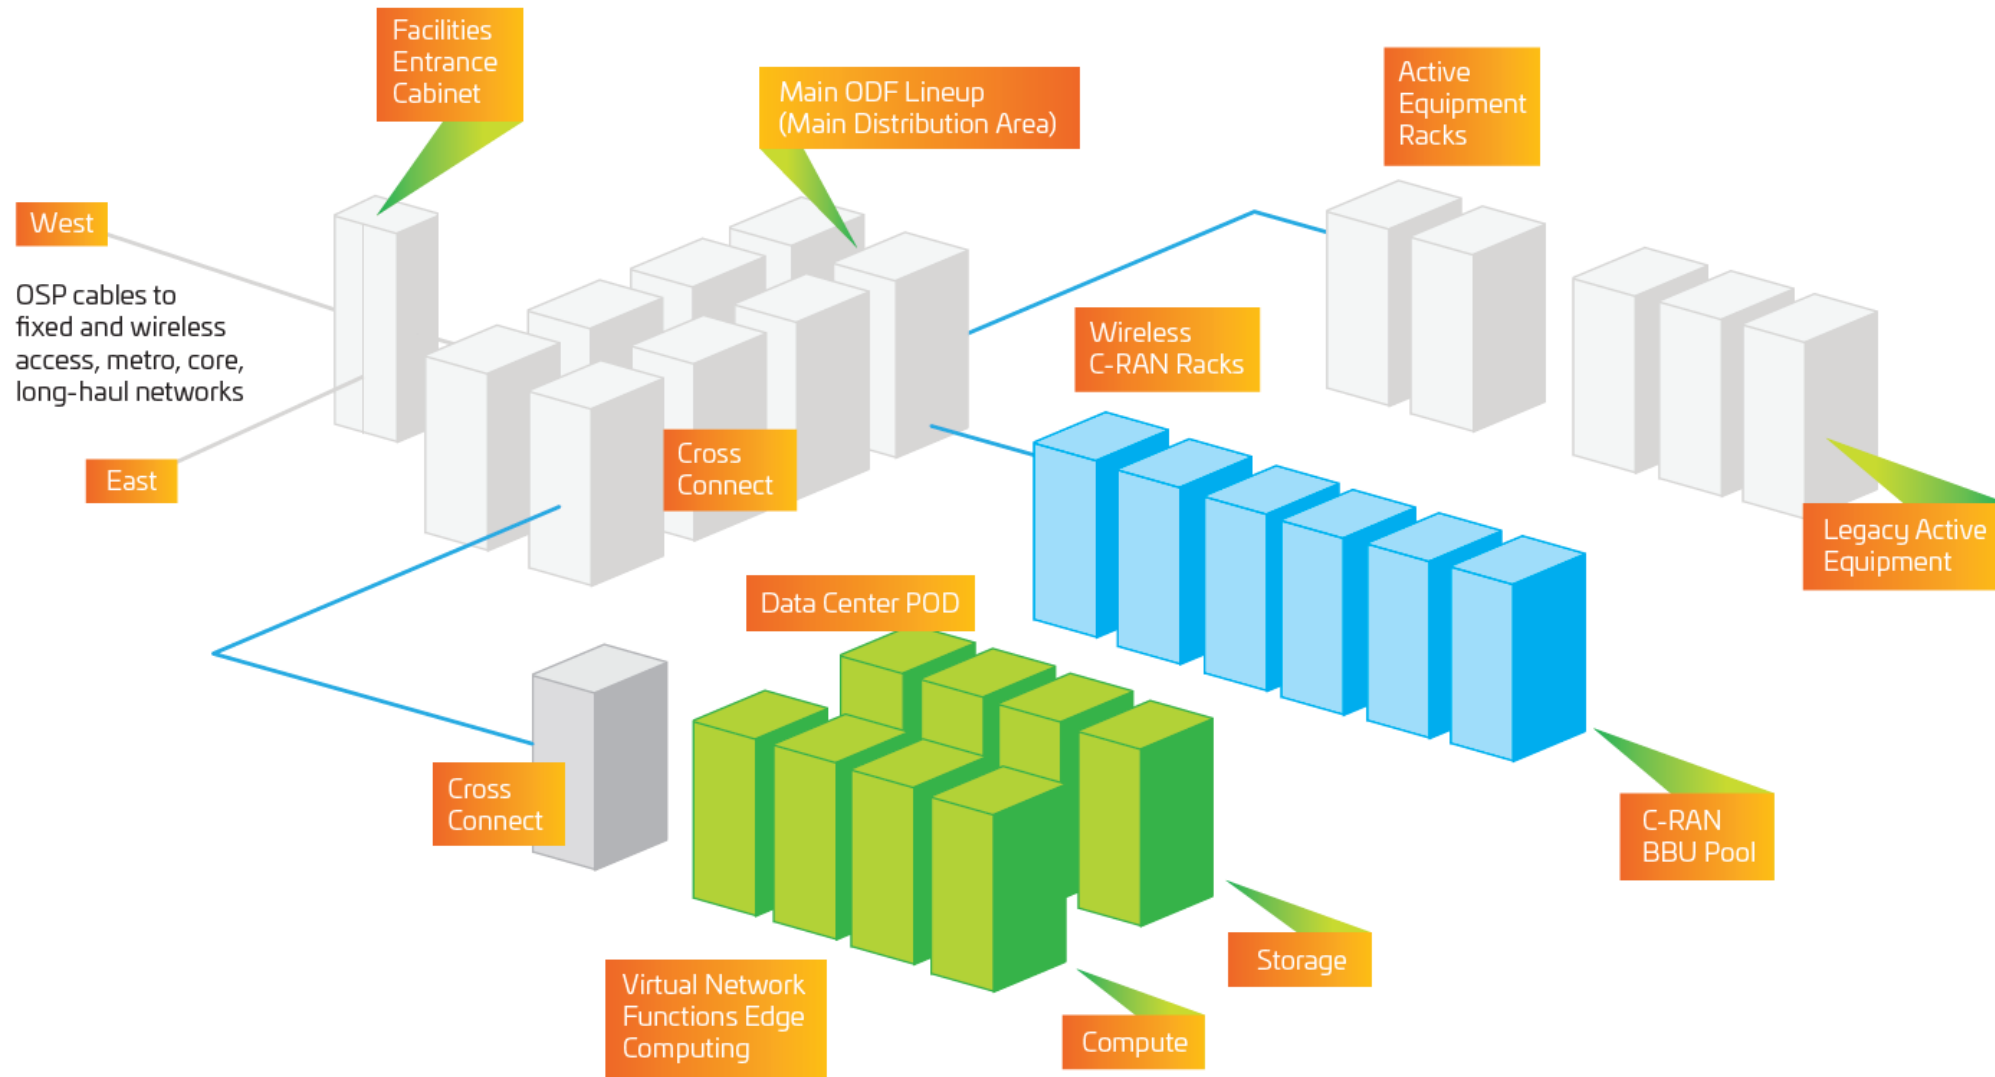 Facilities
Entrance
Cabinet
Main ODF Lineup
(Main Distribution Area)
Active
Equipment
Racks
West
OSP cables to
fixed and wireless
access, metro, core,
long-haul networks
East
Wireless
C-RAN Racks
Cross
Connect
Legacy Active
Equipment
Data Center POD
Cross
Connect
C-RAN
BBU Pool
Storage
Virtual Network
Functions Edge
Computing
Compute